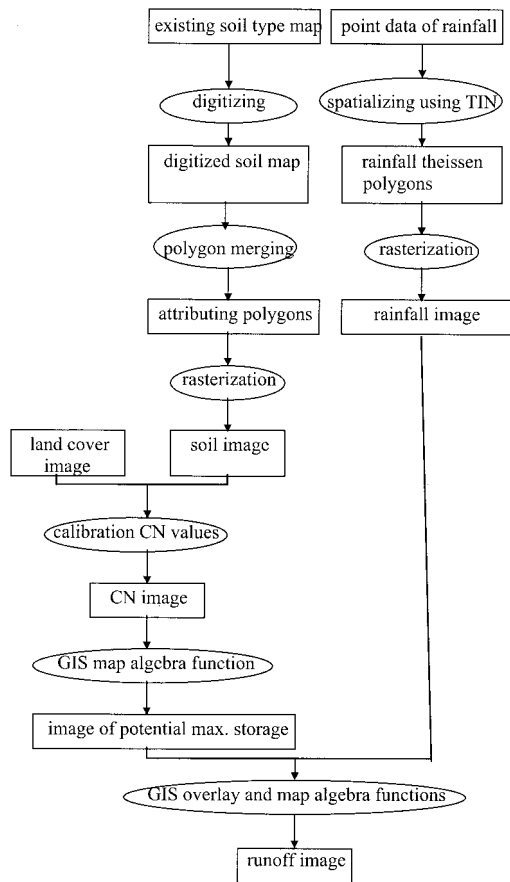 existing soil type map
point data of rainfall
digitizing
spatializing using TIN
digitized soil map
rainfall theissen
polygons
polygon merging
rasterization
attributing polygons
rainfall image
rasterization
land cover
image
soil image
calibration CN values
CN image
GIS map algebra function
image of potential max. storage
GIS overlay and map algebra functions
runoff image